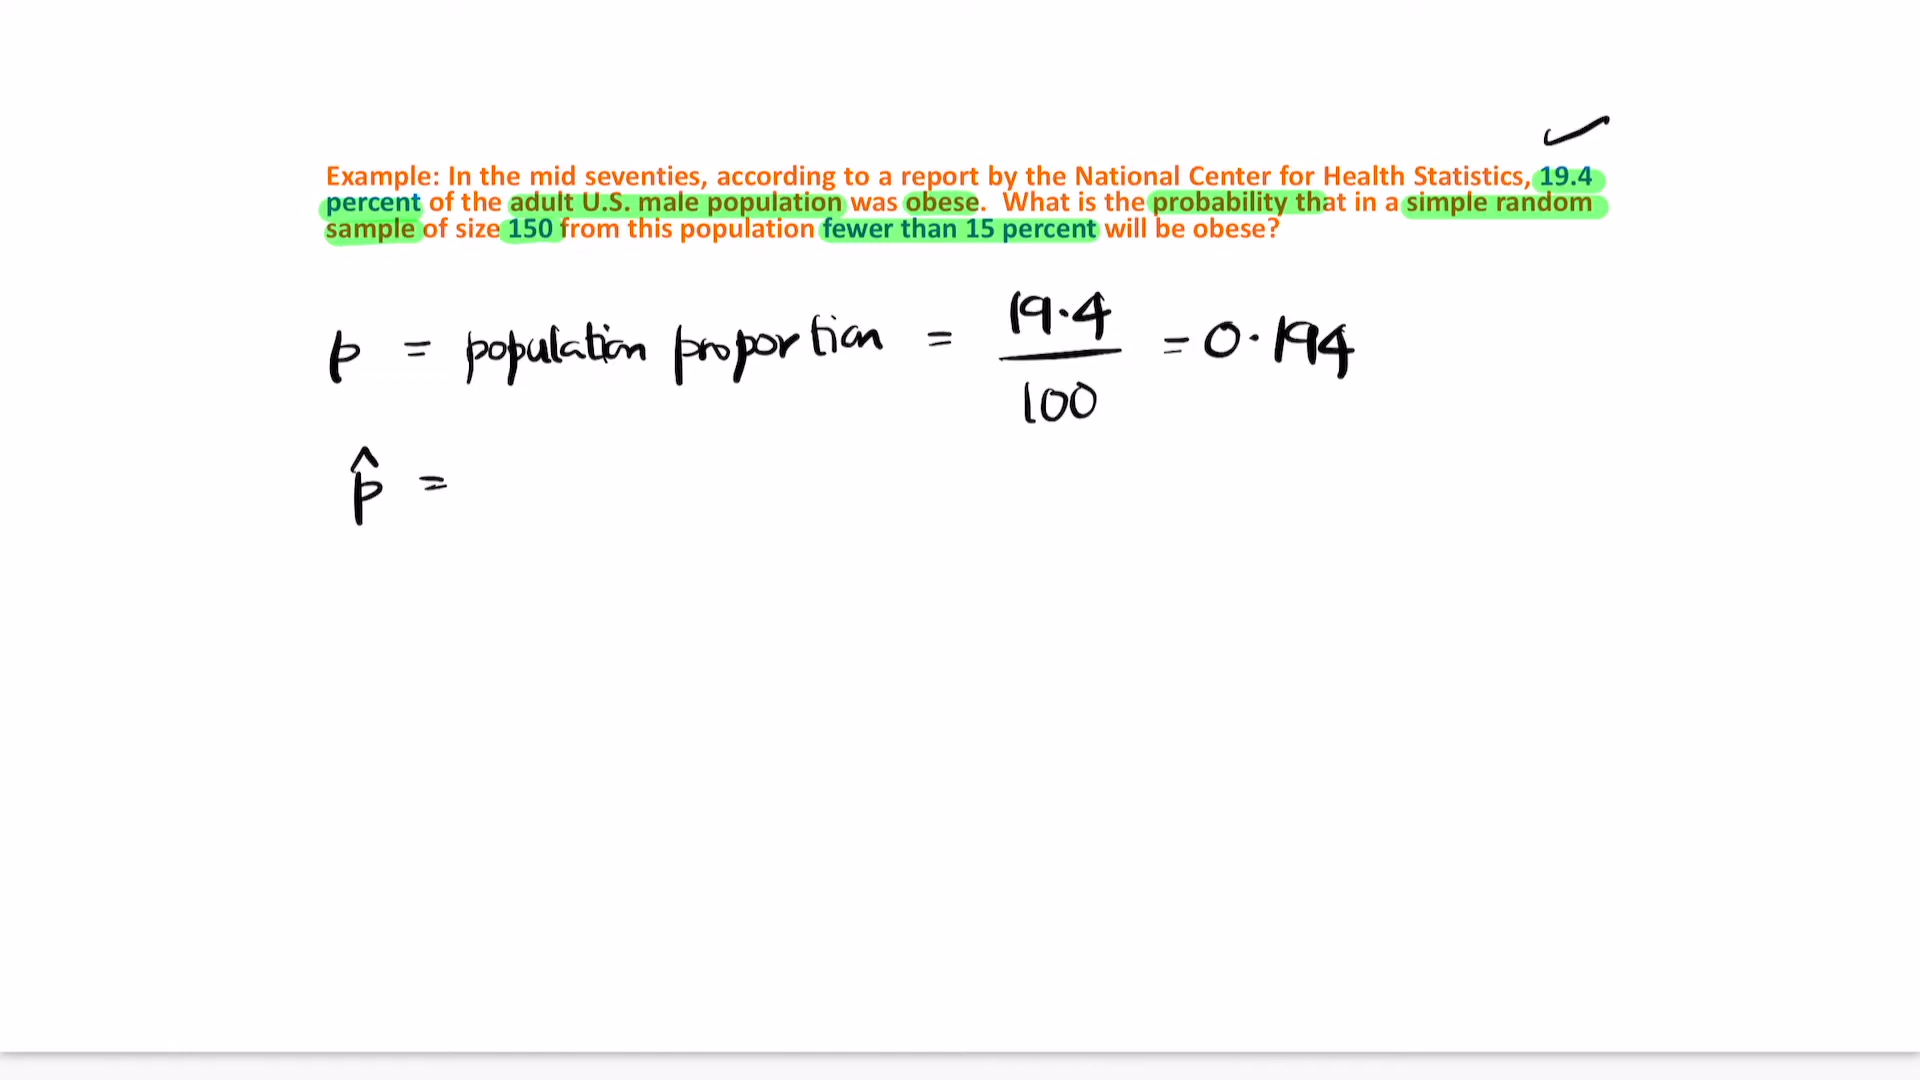 Example: In the mid seventies, according to a report by the National Center for Health Statistics, 19.4
percent of the adult U.S. male population was obese.  What is the probability that in a simple random
sample of size 150 from this population fewer than 15 percent will be obese?
p = population proportion = 19.4/100 = 0.194
p̂ =